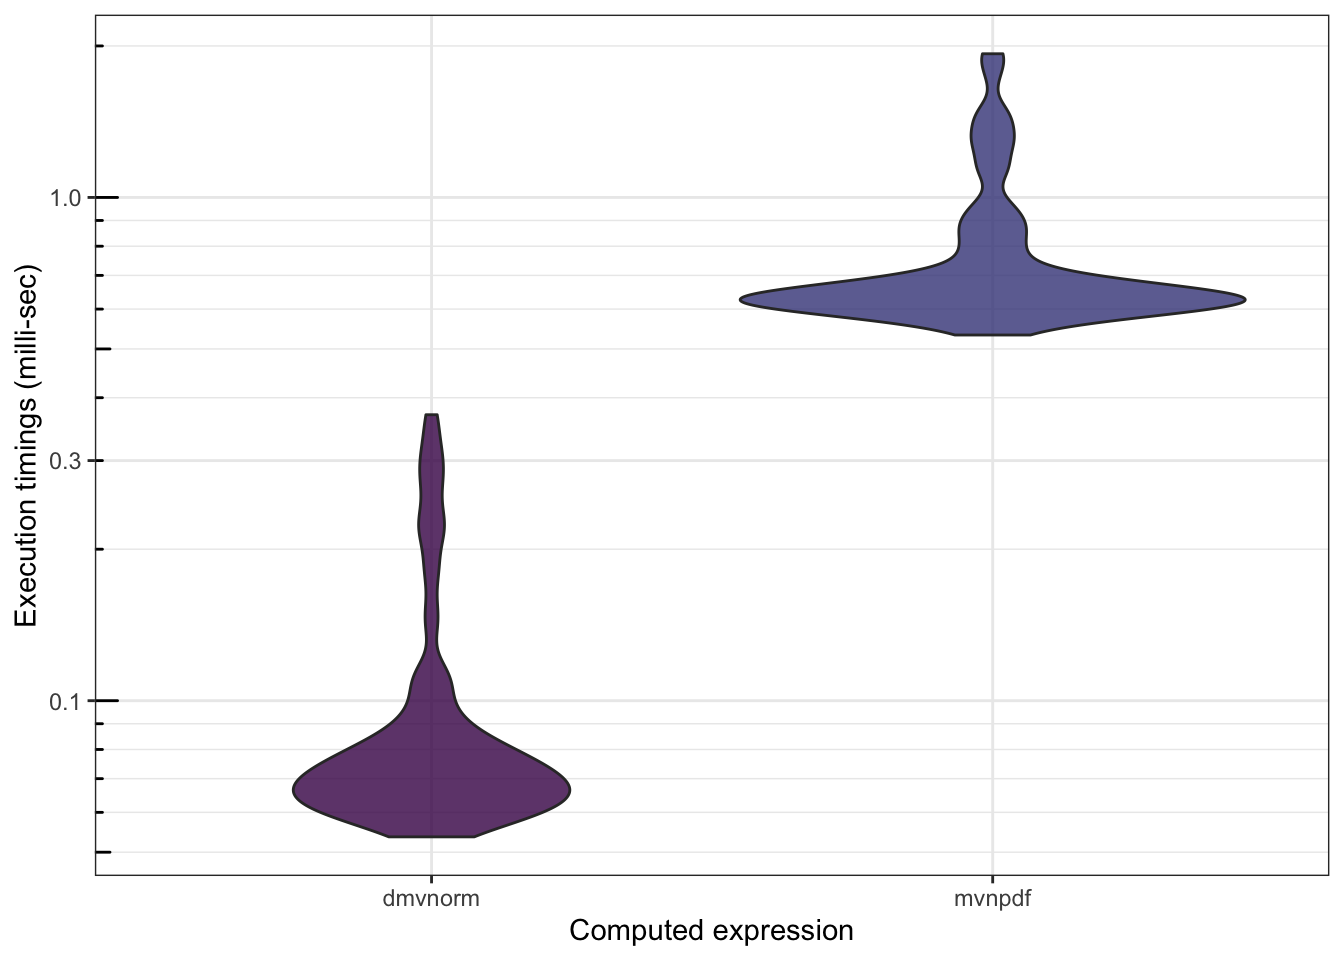 Execution timings (milli-sec)
1.0
0.3
0.1
dmvnorm
mvnpdf
Computed expression